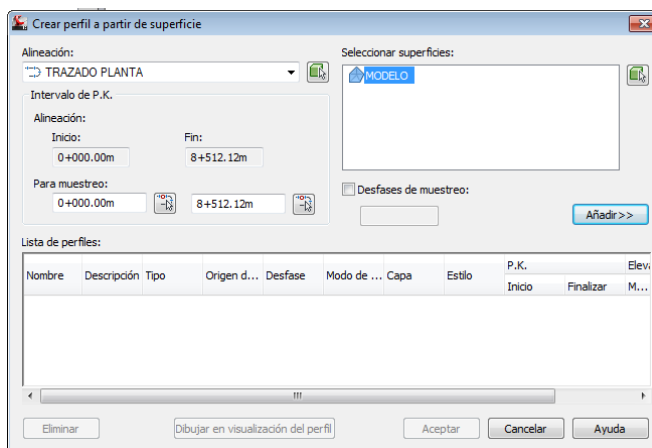 Crear perfil a partir de superficie
Alineación:
TRAZADO PLANTA
Intervalo de P.K.
Alineación:
Inicio: Fin:
0+000.00m 8+512.12m
Para muestreo:
0+000.00m 8+512.12m
Seleccionar superficies:
MODELO
Desfases de muestreo:
Añadir>>
Lista de perfiles:
Nombre Descripción Tipo Origen d... Desfase Modo de ... Capa Estilo P.K. Eleva
Inicio Finalizar M...
Eliminar Dibujar en visualización del perfil Aceptar Cancelar Ayuda